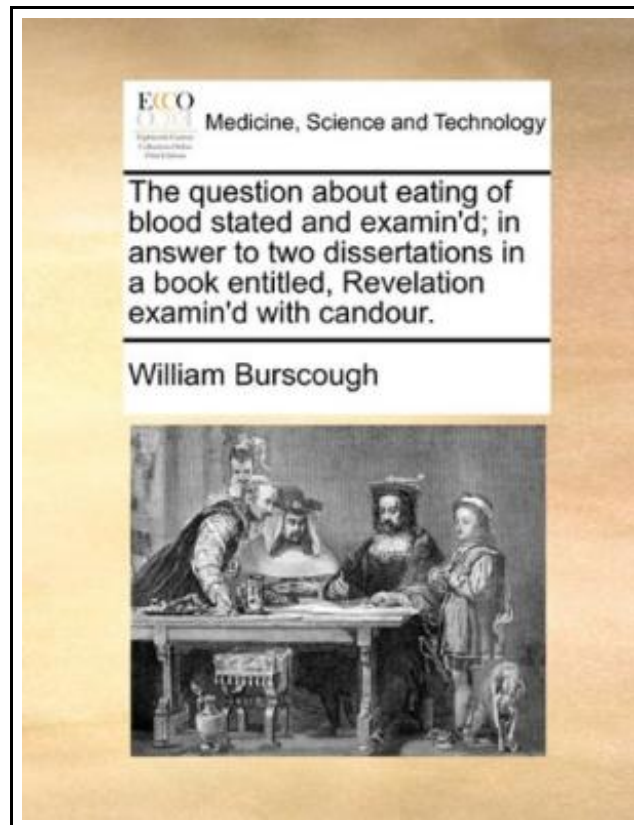 ECCO
Medicine, Science and Technology
The question about eating of
blood stated and examin'd; in
answer to two dissertations in
a book entitled, Revelation
examin'd with candour.
William Burscough